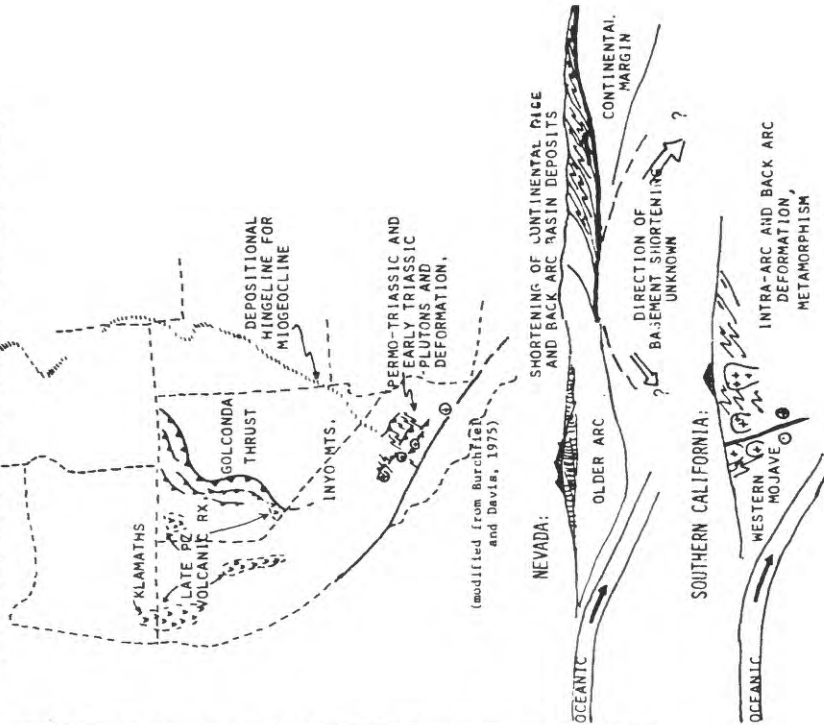 KLAMATHS
LATE PZ
VOLCANIC RX.
GOLCONDA
THRUST
INYO MTS.
DEPOSITIONAL
HINGELINE FOR
MIOGEOCLINE
PERMO-TRIASSIC AND
EARLY TRIASSIC
PLUTONS AND
DEFORMATION,
(modified from Burchfiel
and Davis, 1975)
NEVADA:
SHORTENING OF CONTINENTAL RISE
AND BACK ARC BASIN DEPOSITS
OCEANIC
OLDER ARC
CONTINENTAL
MARGIN
DIRECTION OF
BASEMENT SHORTENING
UNKNOWN
?
?
SOUTHERN CALIFORNIA:
OCEANIC
WESTERN
MOJAVE
INTRA-ARC AND BACK ARC
DEFORMATION,
METAMORPHISM